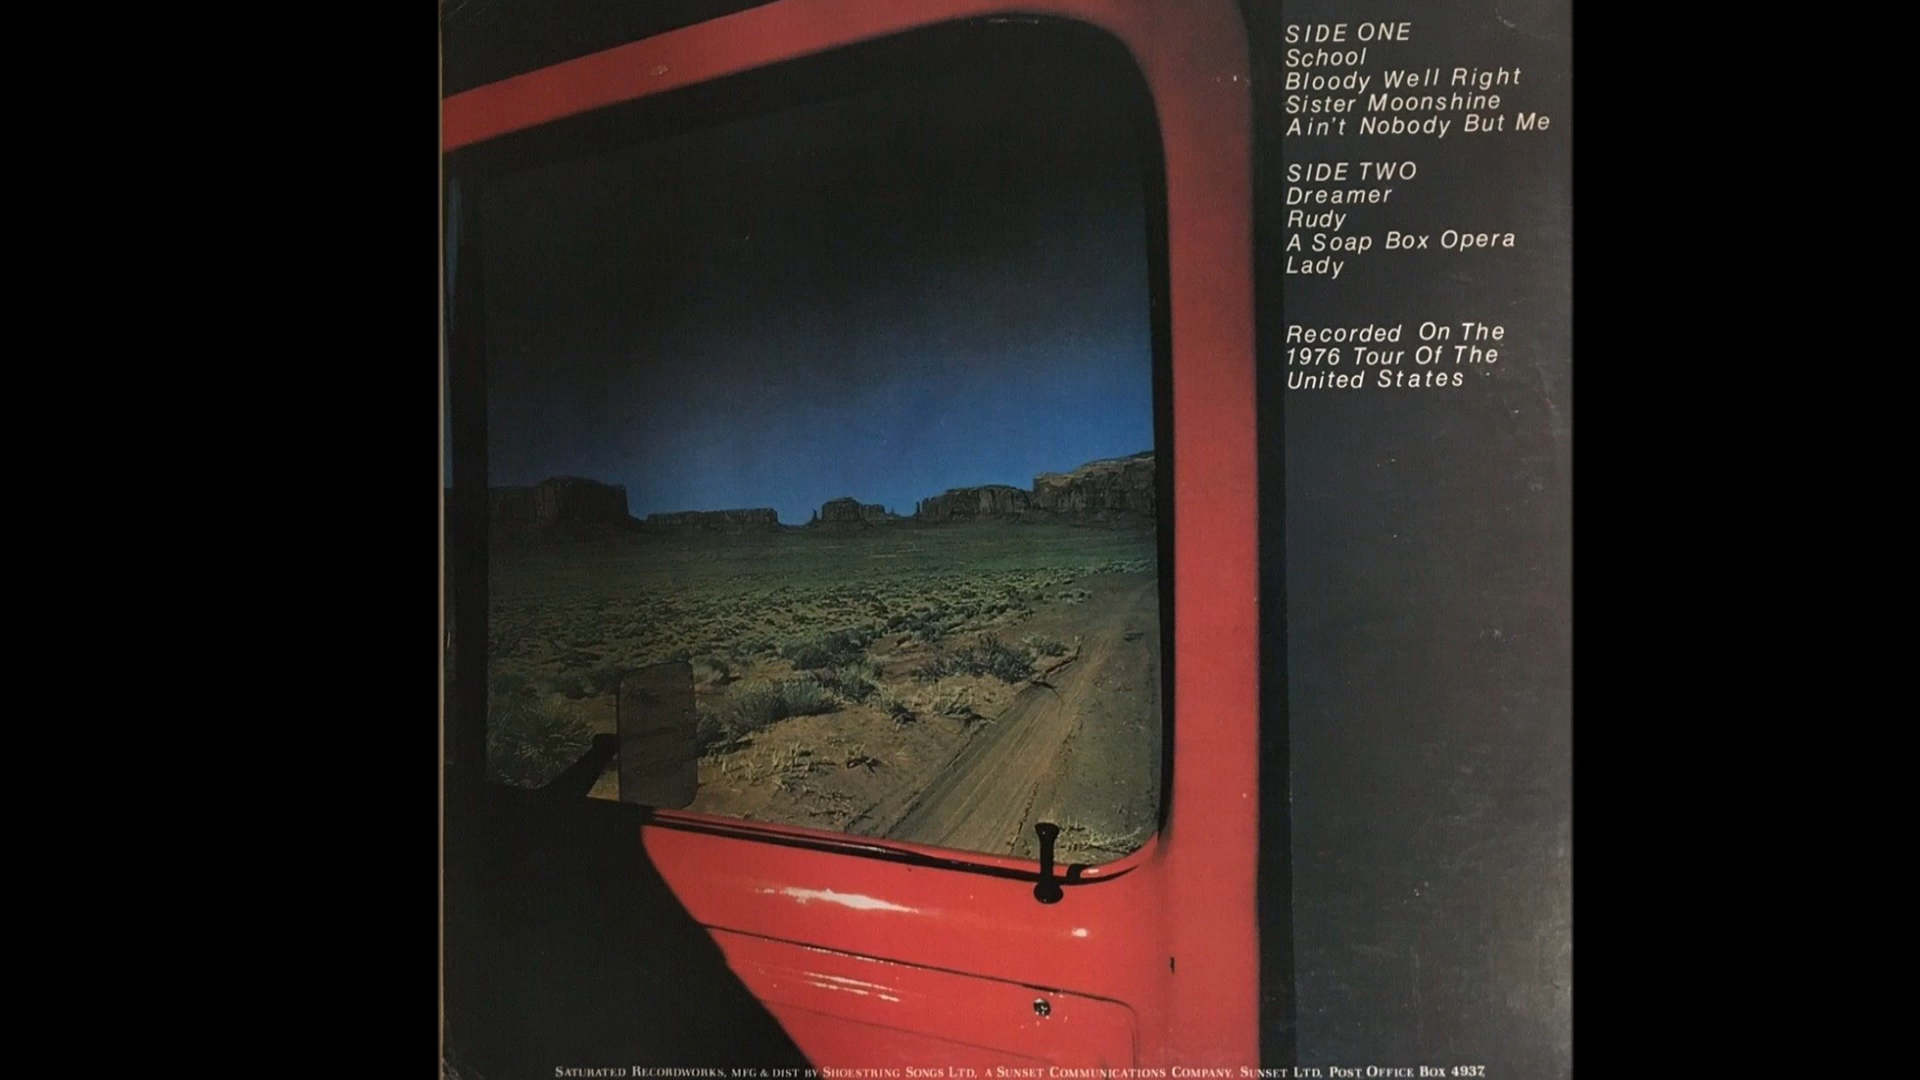 SIDE ONE
School
Bloody Well Right
Sister Moonshine
Ain't Nobody But Me
SIDE TWO
Dreamer
Rudy
A Soap Box Opera
Lady
Recorded On The
1976 Tour Of The
United States
SATURATED RECORDWORKS, MFG & DIST BY SHOESTRING SONGS LTD, A SUNSET COMMUNICATIONS COMPANY, SUNSET LTD, POST OFFICE BOX 4937,